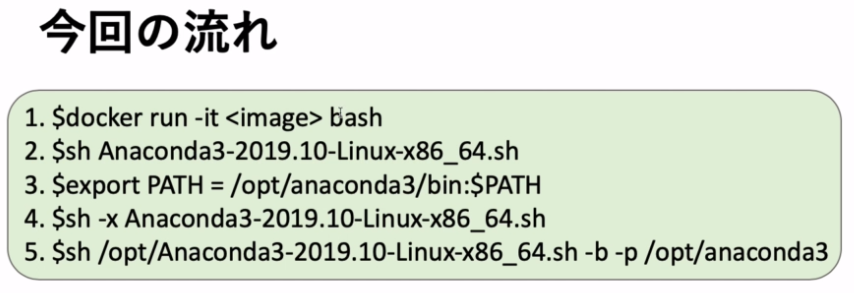 今回の流れ
1. $docker run -it <image> bash
2. $sh Anaconda3-2019.10-Linux-x86_64.sh
3. $export PATH = /opt/anaconda3/bin:$PATH
4. $sh -x Anaconda3-2019.10-Linux-x86_64.sh
5. $sh /opt/Anaconda3-2019.10-Linux-x86_64.sh -b -p /opt/anaconda3